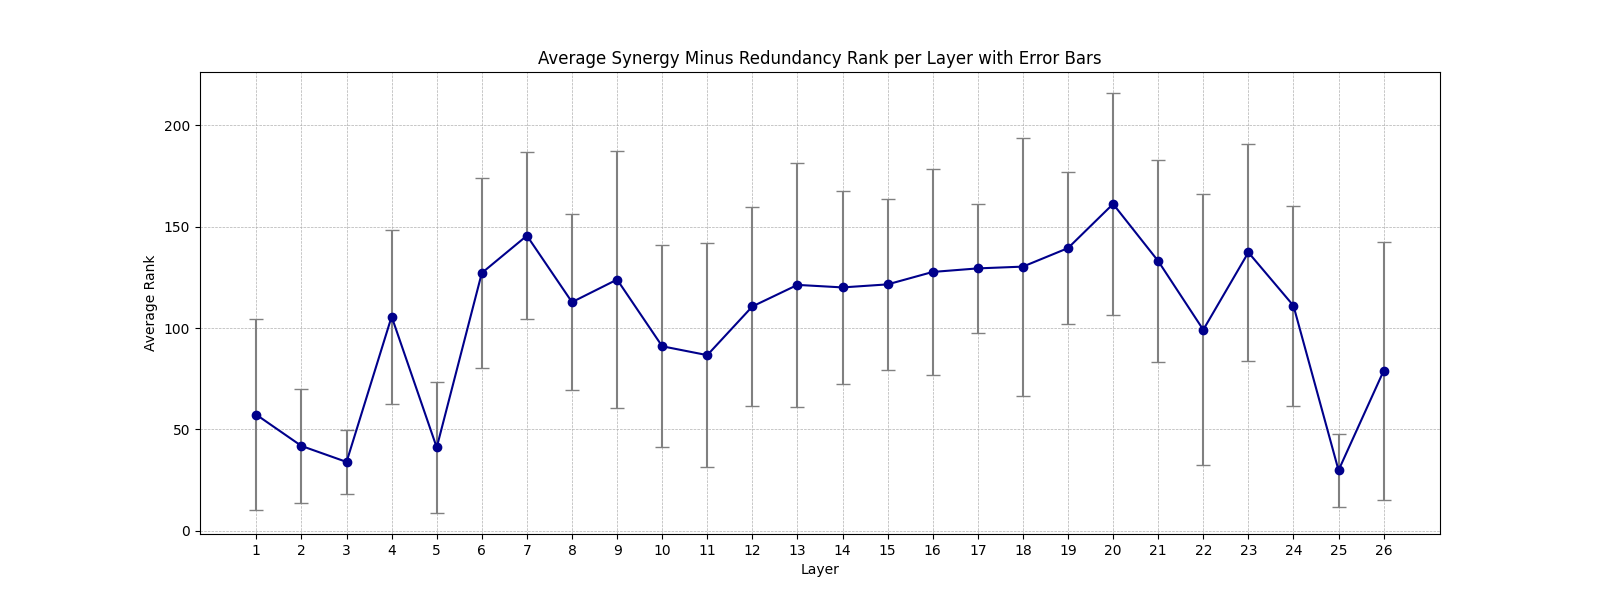 Average Synergy Minus Redundancy Rank per Layer with Error Bars
Average Rank
200
150
100
50
0
1 2 3 4 5 6 7 8 9 10 11 12 13 14 15 16 17 18 19 20 21 22 23 24 25 26
Layer